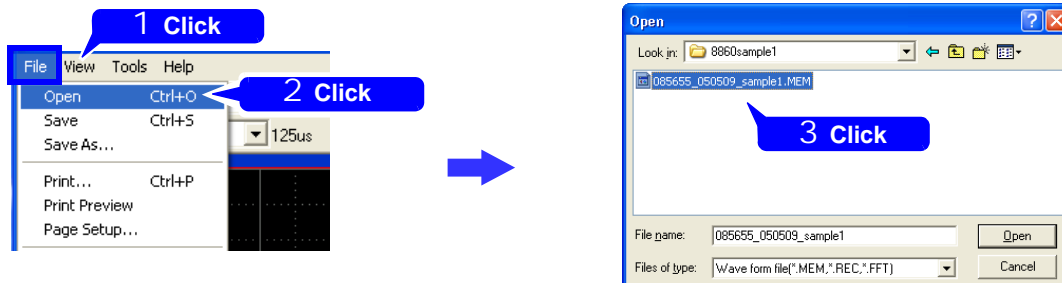 1 Click
File View Tools Help
Open Ctrl+O
2 Click
Save Ctrl+S
Save As...
125us
Print... Ctrl+P
Print Preview
Page Setup...
Open
Look in: 8860sample1
085655_050509_sample1.MEM
3 Click
File name: 085655_050509_sample1 Open
Files of type: Wave form file(*.MEM,*.REC,*.FFT) Cancel